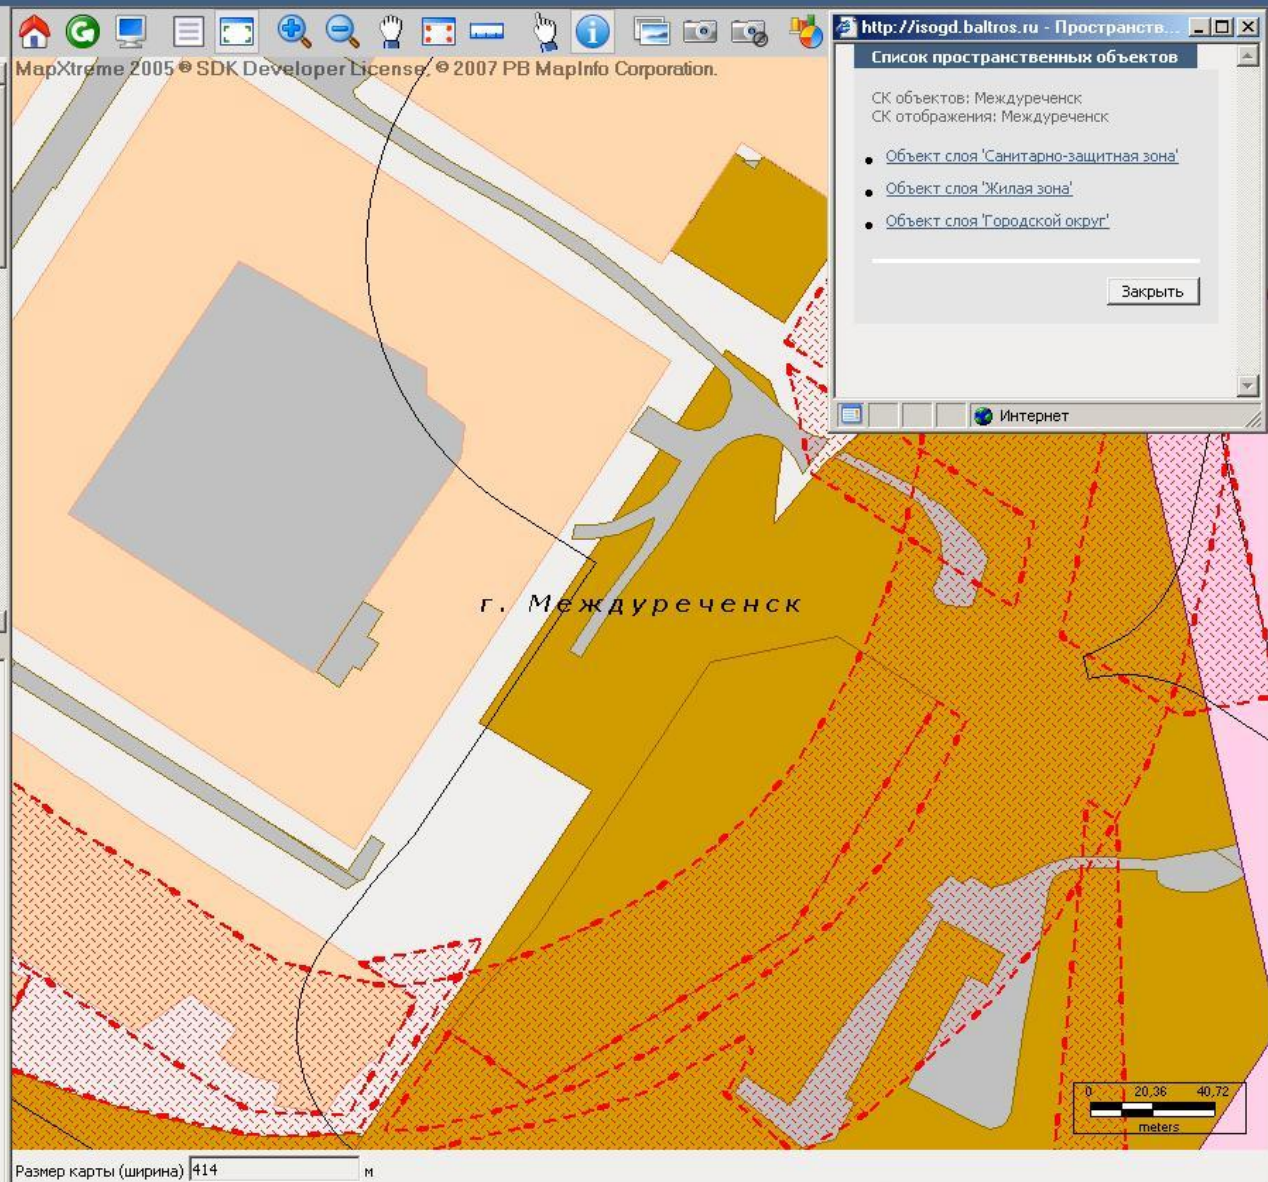 MapXtreme 2005 ® SDK Developer License. © 2007 PB MapInfo Corporation.
http://isogd.baltros.ru - Пространств...
Список пространственных объектов
СК объектов: Междуреченск
СК отображения: Междуреченск
Объект слоя 'Санитарно-защитная зона'
Объект слоя 'Жилая зона'
Объект слоя 'Городской округ'
Закрыть
Интернет
г. Междуреченск
0 20,36 40,72
meters
Размер карты (ширина) 414 м